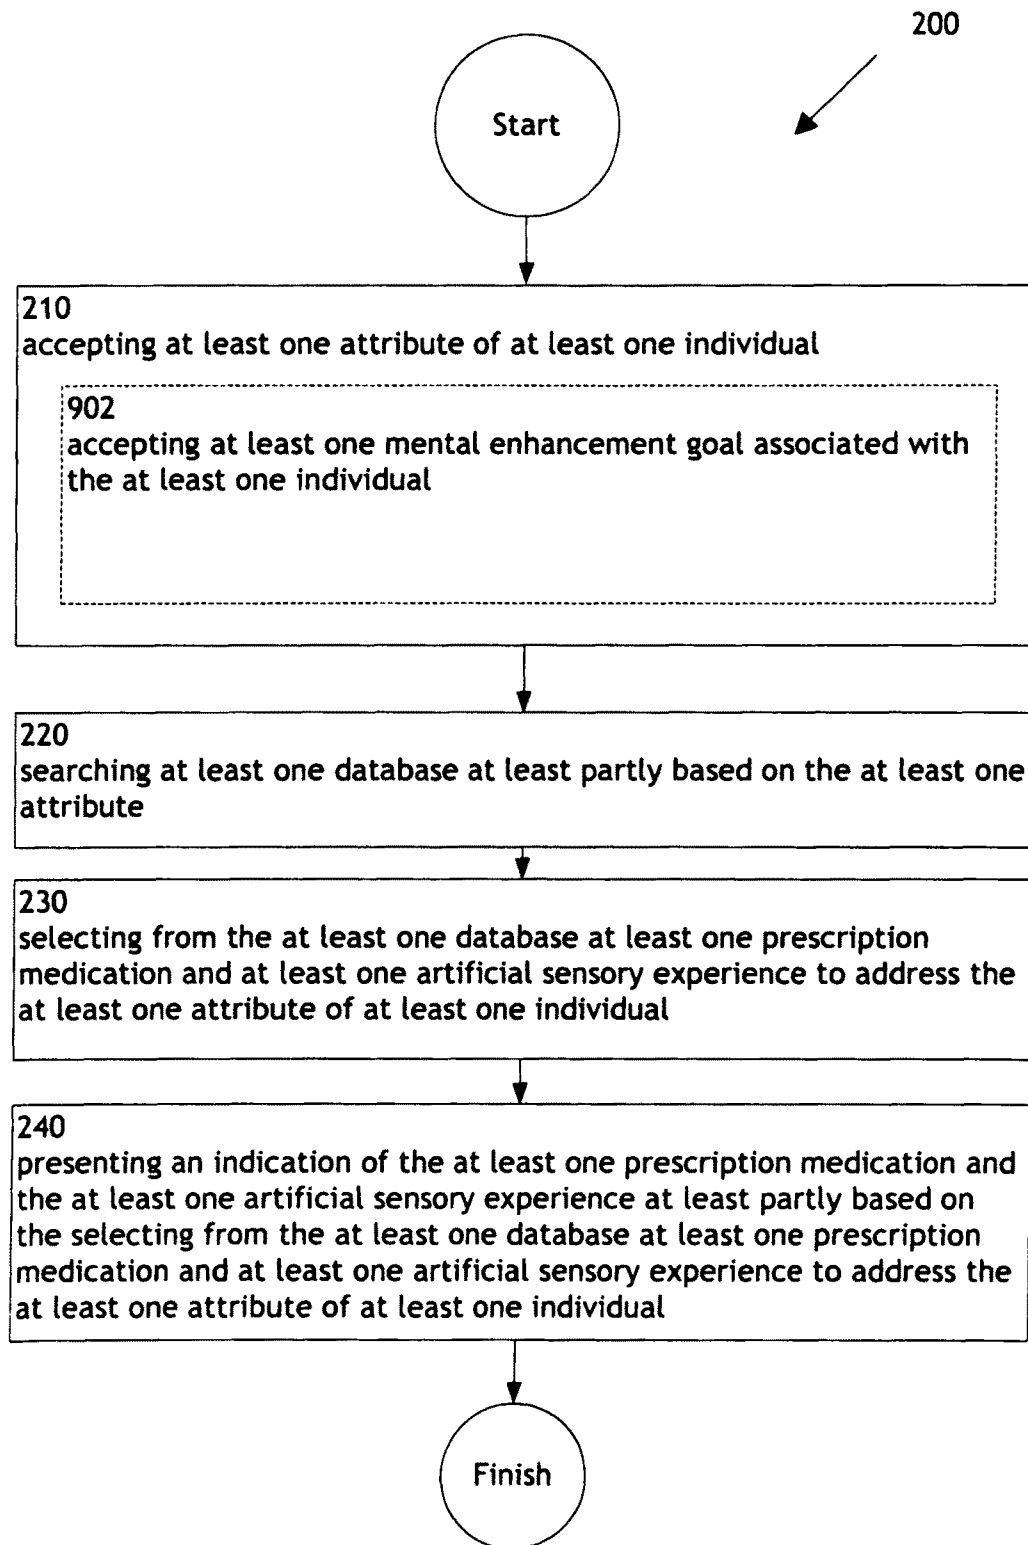 200
Start
210
accepting at least one attribute of at least one individual
902
accepting at least one mental enhancement goal associated with
the at least one individual
220
searching at least one database at least partly based on the at least one
attribute
230
selecting from the at least one database at least one prescription
medication and at least one artificial sensory experience to address the
at least one attribute of at least one individual
240
presenting an indication of the at least one prescription medication and
the at least one artificial sensory experience at least partly based on
the selecting from the at least one database at least one prescription
medication and at least one artificial sensory experience to address the
at least one attribute of at least one individual
Finish